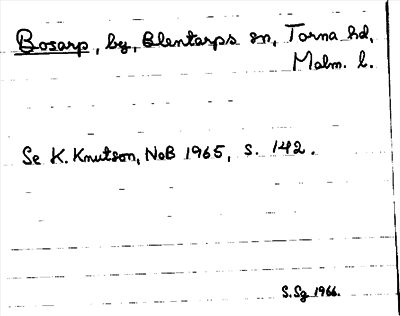 Bosarp, by, Blentarps sn, Torna hd,
Malm. l.
Se K. Knutson, NoB 1965, s. 142.
S.Sg 1966.